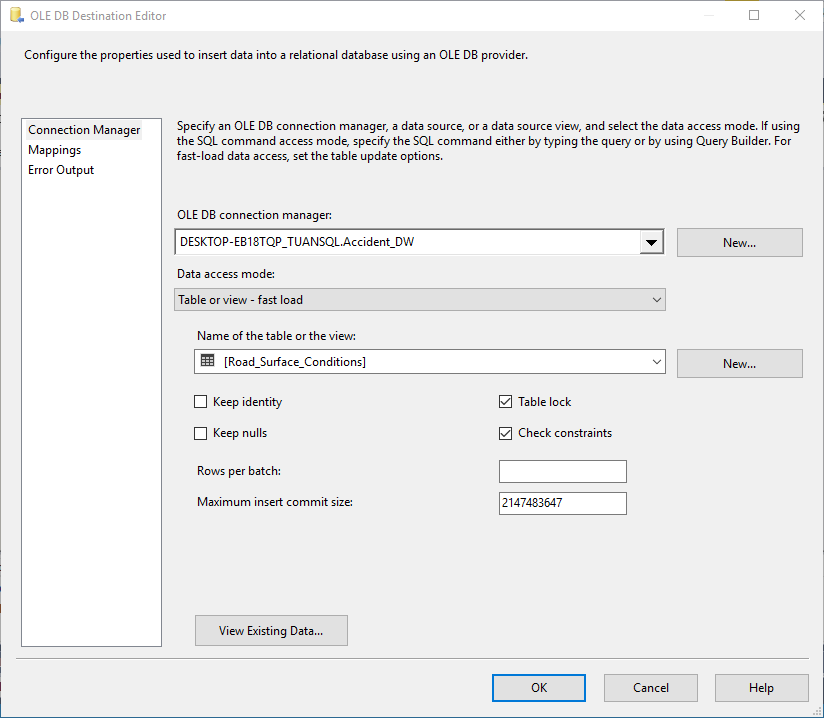 OLE DB Destination Editor
Configure the properties used to insert data into a relational database using an OLE DB provider.
Connection Manager
Mappings
Error Output
Specify an OLE DB connection manager, a data source, or a data source view, and select the data access mode. If using
the SQL command access mode, specify the SQL command either by typing the query or by using Query Builder. For
fast-load data access, set the table update options.
OLE DB connection manager:
DESKTOP-EB18TQP_TUANSQL.Accident_DW
New...
Data access mode:
Table or view - fast load
Name of the table or the view:
[Road_Surface_Conditions]
New...
Keep identity
Table lock
Keep nulls
Check constraints
Rows per batch:
Maximum insert commit size:
2147483647
View Existing Data...
OK
Cancel
Help